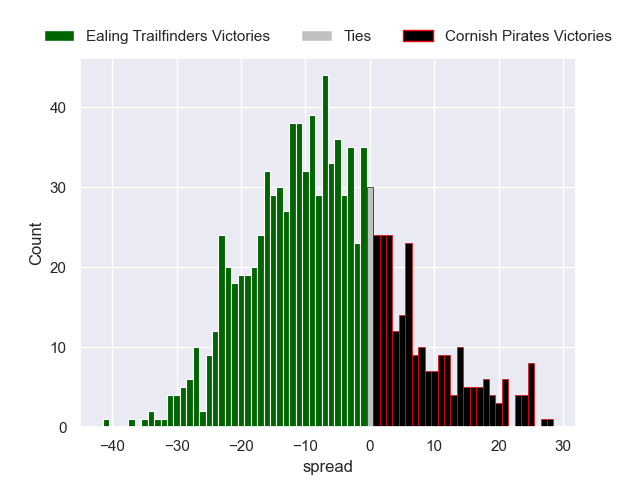 Ealing Trailfinders Victories Ties Cornish Pirates Victories
40
30
20
10
0
Count
−40 −30 −20 −10 0 10 20 30
spread